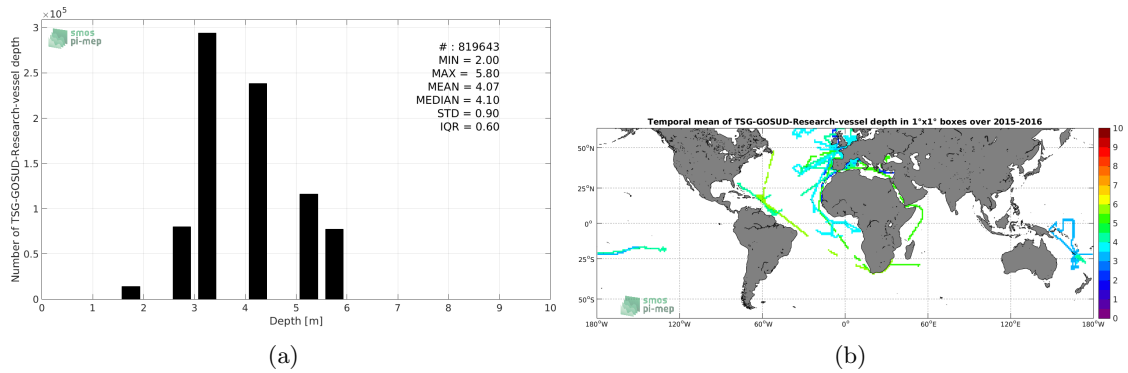 ×10⁵
3
2.5
2
1.5
1
0.5
0
Number of TSG-GOSUD-Research-vessel depth
smos
pi-mep
# : 819643
MIN = 2.00
MAX = 5.80
MEAN = 4.07
MEDIAN = 4.10
STD = 0.90
IQR = 0.60
0 1 2 3 4 5 6 7 8 9 10
Depth [m]
(a)
Temporal mean of TSG-GOSUD-Research-vessel depth in 1°x1° boxes over 2015-2016
50°N
25°N
0°
25°S
50°S
smos
pi-mep
180°W 120°W 60°W 0° 60°E 120°E 180°W
10
9
8
7
6
5
4
3
2
1
0
(b)